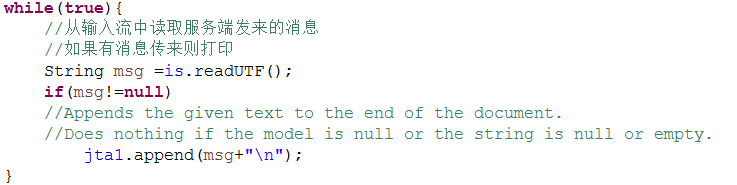 while(true){
//从输入流中读取服务端发来的消息
//如果有消息传来则打印
String msg =is.readUTF();
if(msg!=null)
//Appends the given text to the end of the document.
//Does nothing if the model is null or the string is null or empty.
jta1.append(msg+"\n");
}